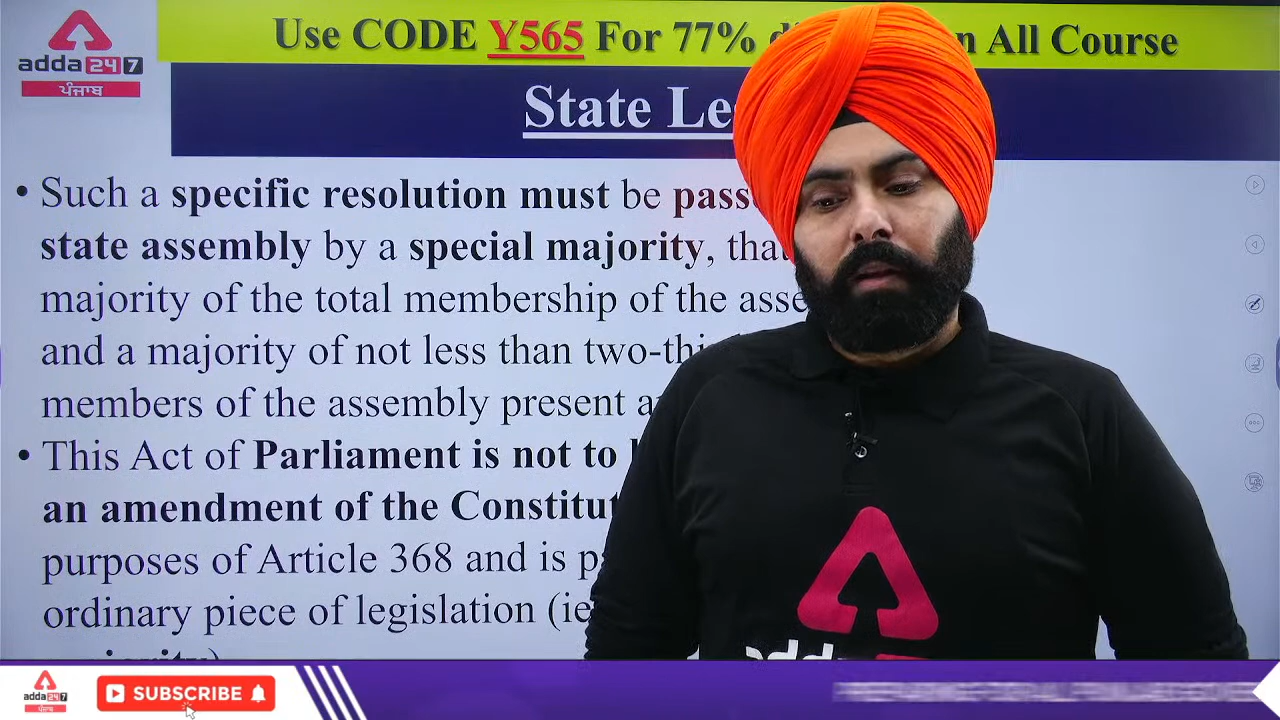 Use CODE Y565 For 77% d n All Course
adda 247
ਪੰਜਾਬ
State Le
• Such a specific resolution must be pass
state assembly by a special majority, tha
majority of the total membership of the asse
and a majority of not less than two-thi
members of the assembly present a
• This Act of Parliament is not to
an amendment of the Constitut
purposes of Article 368 and is p
ordinary piece of legislation (ie
adda
adda 247
ਪੰਜਾਬ
SUBSCRIBE